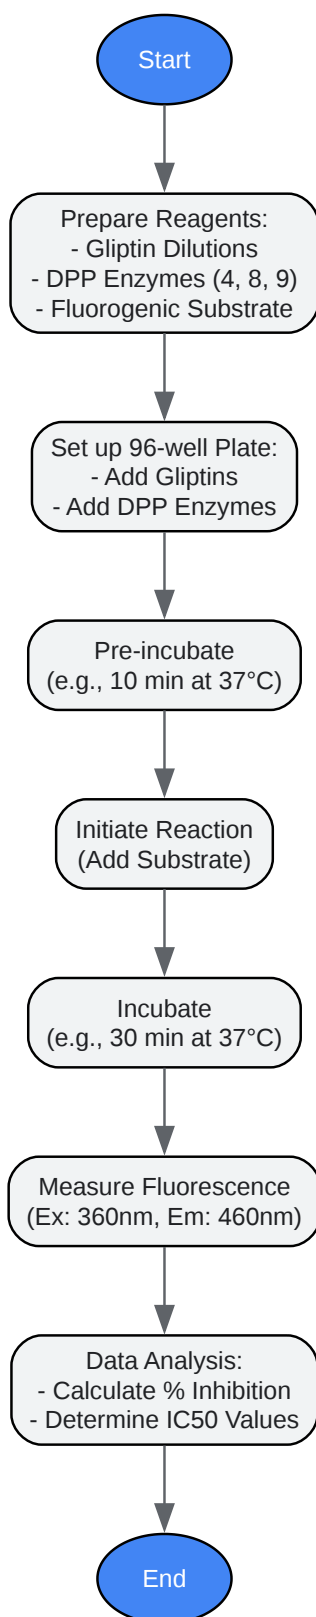 Start
Prepare Reagents:
- Gliptin Dilutions
- DPP Enzymes (4, 8, 9)
- Fluorogenic Substrate
Set up 96-well Plate:
- Add Gliptins
- Add DPP Enzymes
Pre-incubate
(e.g., 10 min at 37°C)
Initiate Reaction
(Add Substrate)
Incubate
(e.g., 30 min at 37°C)
Measure Fluorescence
(Ex: 360nm, Em: 460nm)
Data Analysis:
- Calculate % Inhibition
- Determine IC50 Values
End